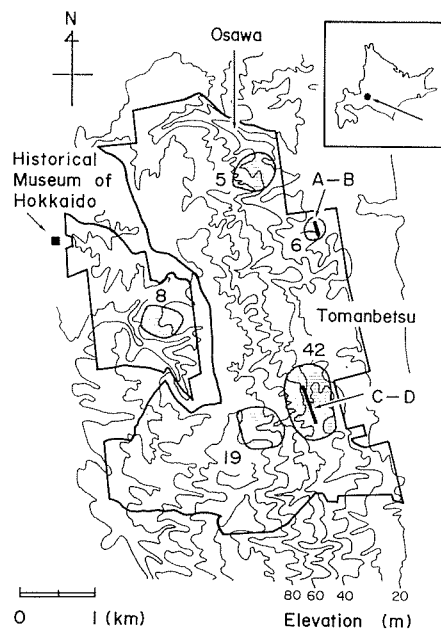 N
Osawa
Historical
Museum of
Hokkaido
5
A-B
6
8
Tomanbetsu
42
C-D
19
80 60 40 20
0 1 (km)
Elevation (m)